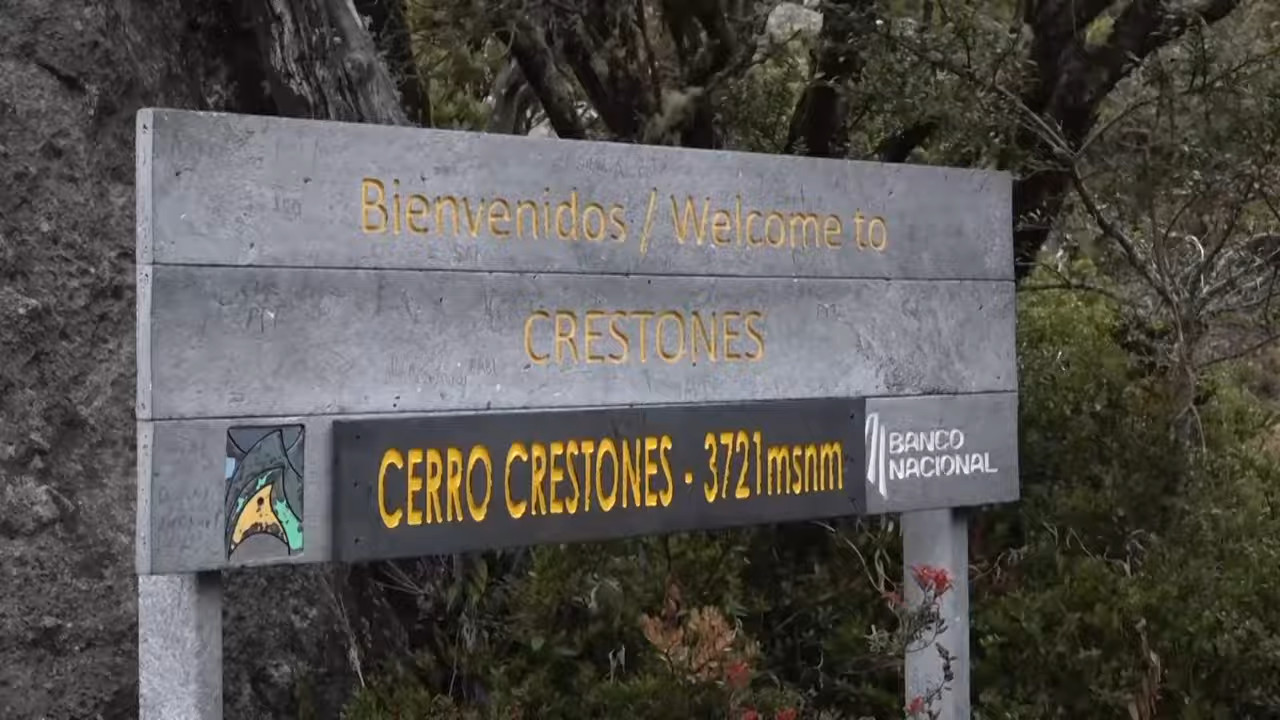 Bienvenidos / Welcome to
CRESTONES
CERRO CRESTONES - 3721msnm
BANCO
NACIONAL